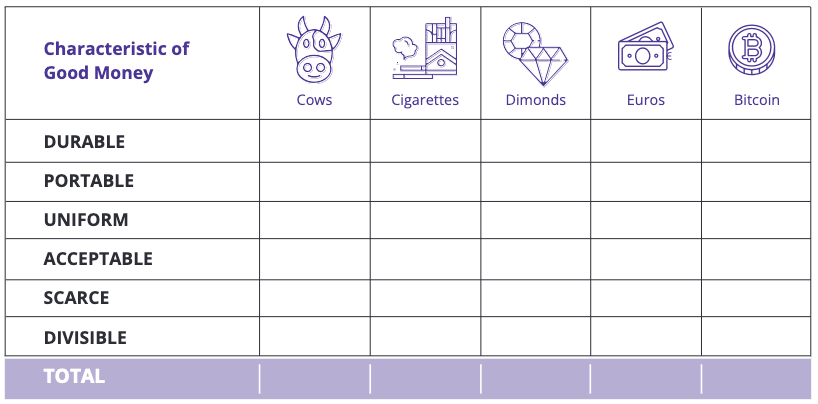 Characteristic of
Good Money
Cows Cigarettes Dimonds Euros Bitcoin
DURABLE
PORTABLE
UNIFORM
ACCEPTABLE
SCARCE
DIVISIBLE
TOTAL